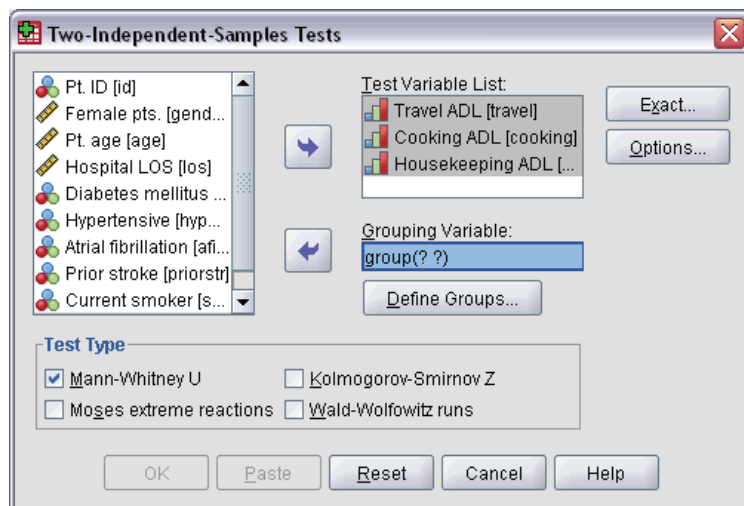 Two-Independent-Samples Tests
Pt. ID [id]
Female pts. [gend...
Pt. age [age]
Hospital LOS [los]
Diabetes mellitus ...
Hypertensive [hyp...
Atrial fibrillation [afi...
Prior stroke [priorstr]
Current smoker [s...
Test Variable List:
Travel ADL [travel]
Cooking ADL [cooking]
Housekeeping ADL [...
Grouping Variable:
group(? ?)
Define Groups...
Exact...
Options...
Test Type
Mann-Whitney U
Kolmogorov-Smirnov Z
Moses extreme reactions
Wald-Wolfowitz runs
OK
Paste
Reset
Cancel
Help